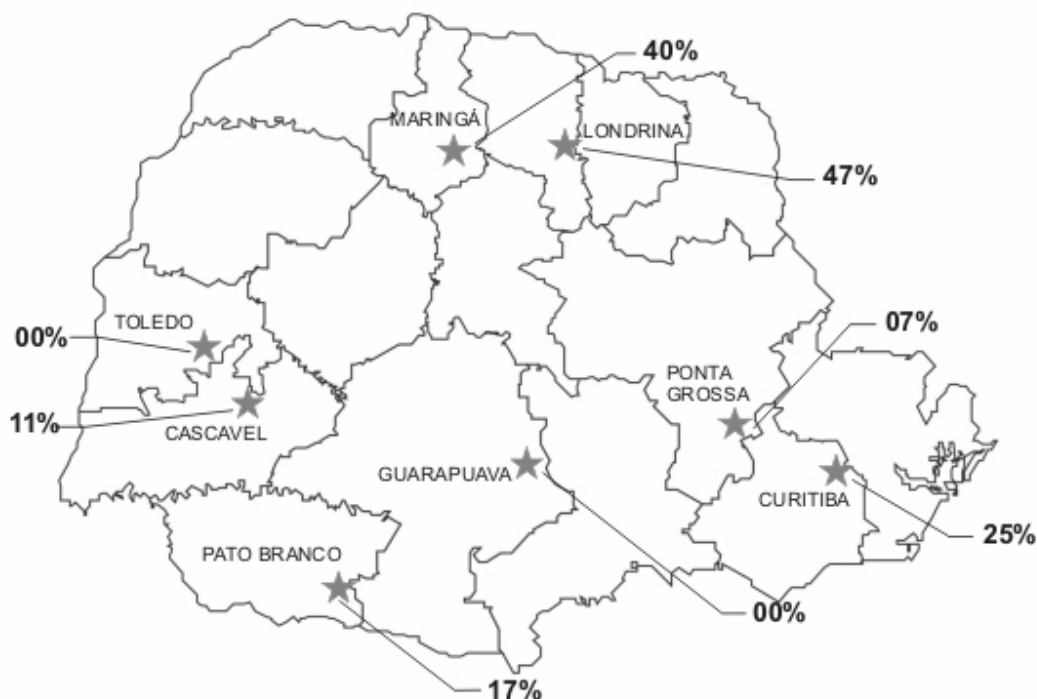 40%
MARINGÁ
LONDRINA
47%
TOLEDO
00%
07%
PONTA
GROSSA
11%
CASCAVEL
GUARAPUAVA
CURITIBA
25%
PATO BRANCO
00%
17%